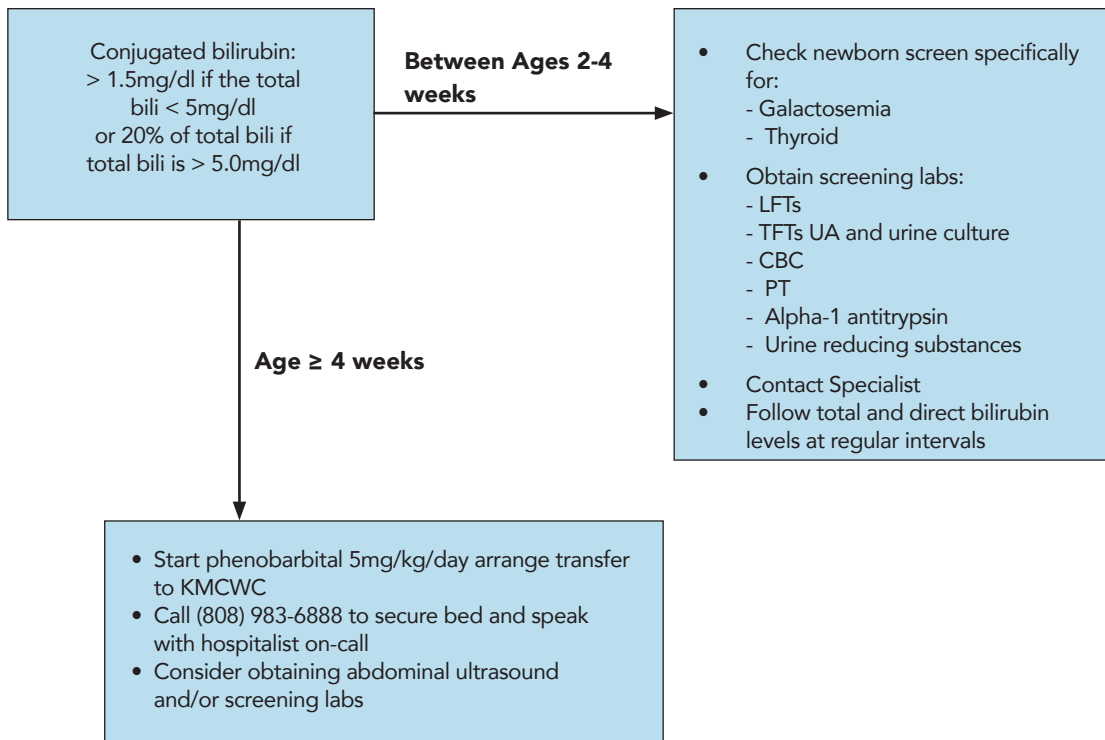 Conjugated bilirubin:
> 1.5mg/dl if the total
bili < 5mg/dl
or 20% of total bili if
total bili is > 5.0mg/dl
Between Ages 2-4
weeks
• Check newborn screen specifically
for:
- Galactosemia
- Thyroid
• Obtain screening labs:
- LFTs
- TFTs UA and urine culture
- CBC
- PT
- Alpha-1 antitrypsin
- Urine reducing substances
• Contact Specialist
• Follow total and direct bilirubin
levels at regular intervals
Age ≥ 4 weeks
• Start phenobarbital 5mg/kg/day arrange transfer
to KMCWC
• Call (808) 983-6888 to secure bed and speak
with hospitalist on-call
• Consider obtaining abdominal ultrasound
and/or screening labs